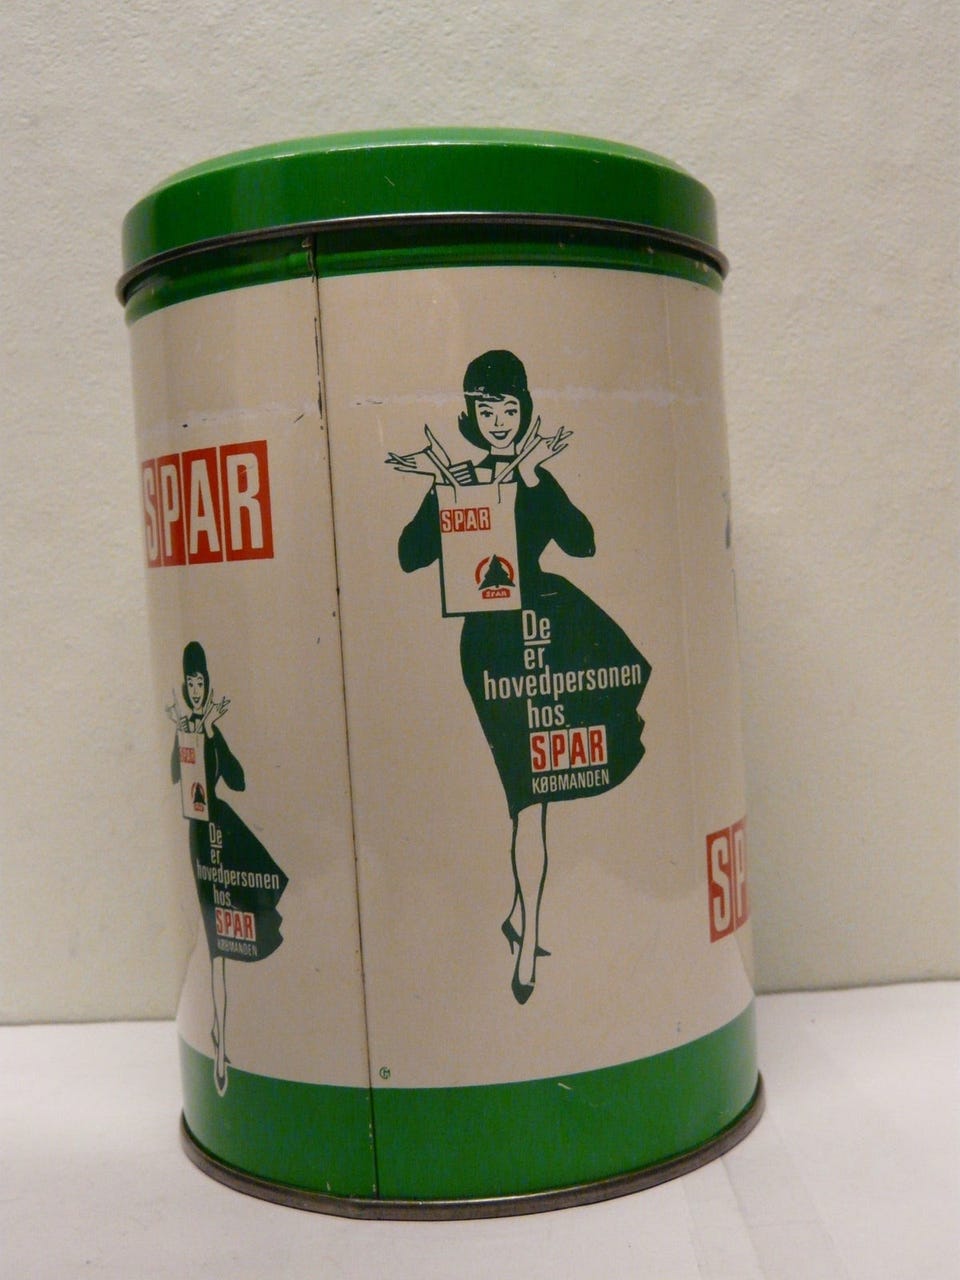 SPAR
SPAR
SPAR
De
er
hovedpersonen
hos
SPAR
KØBMANDEN
SPAR
De
er
hovedpersonen
hos
SPAR
KØBMANDEN
SP